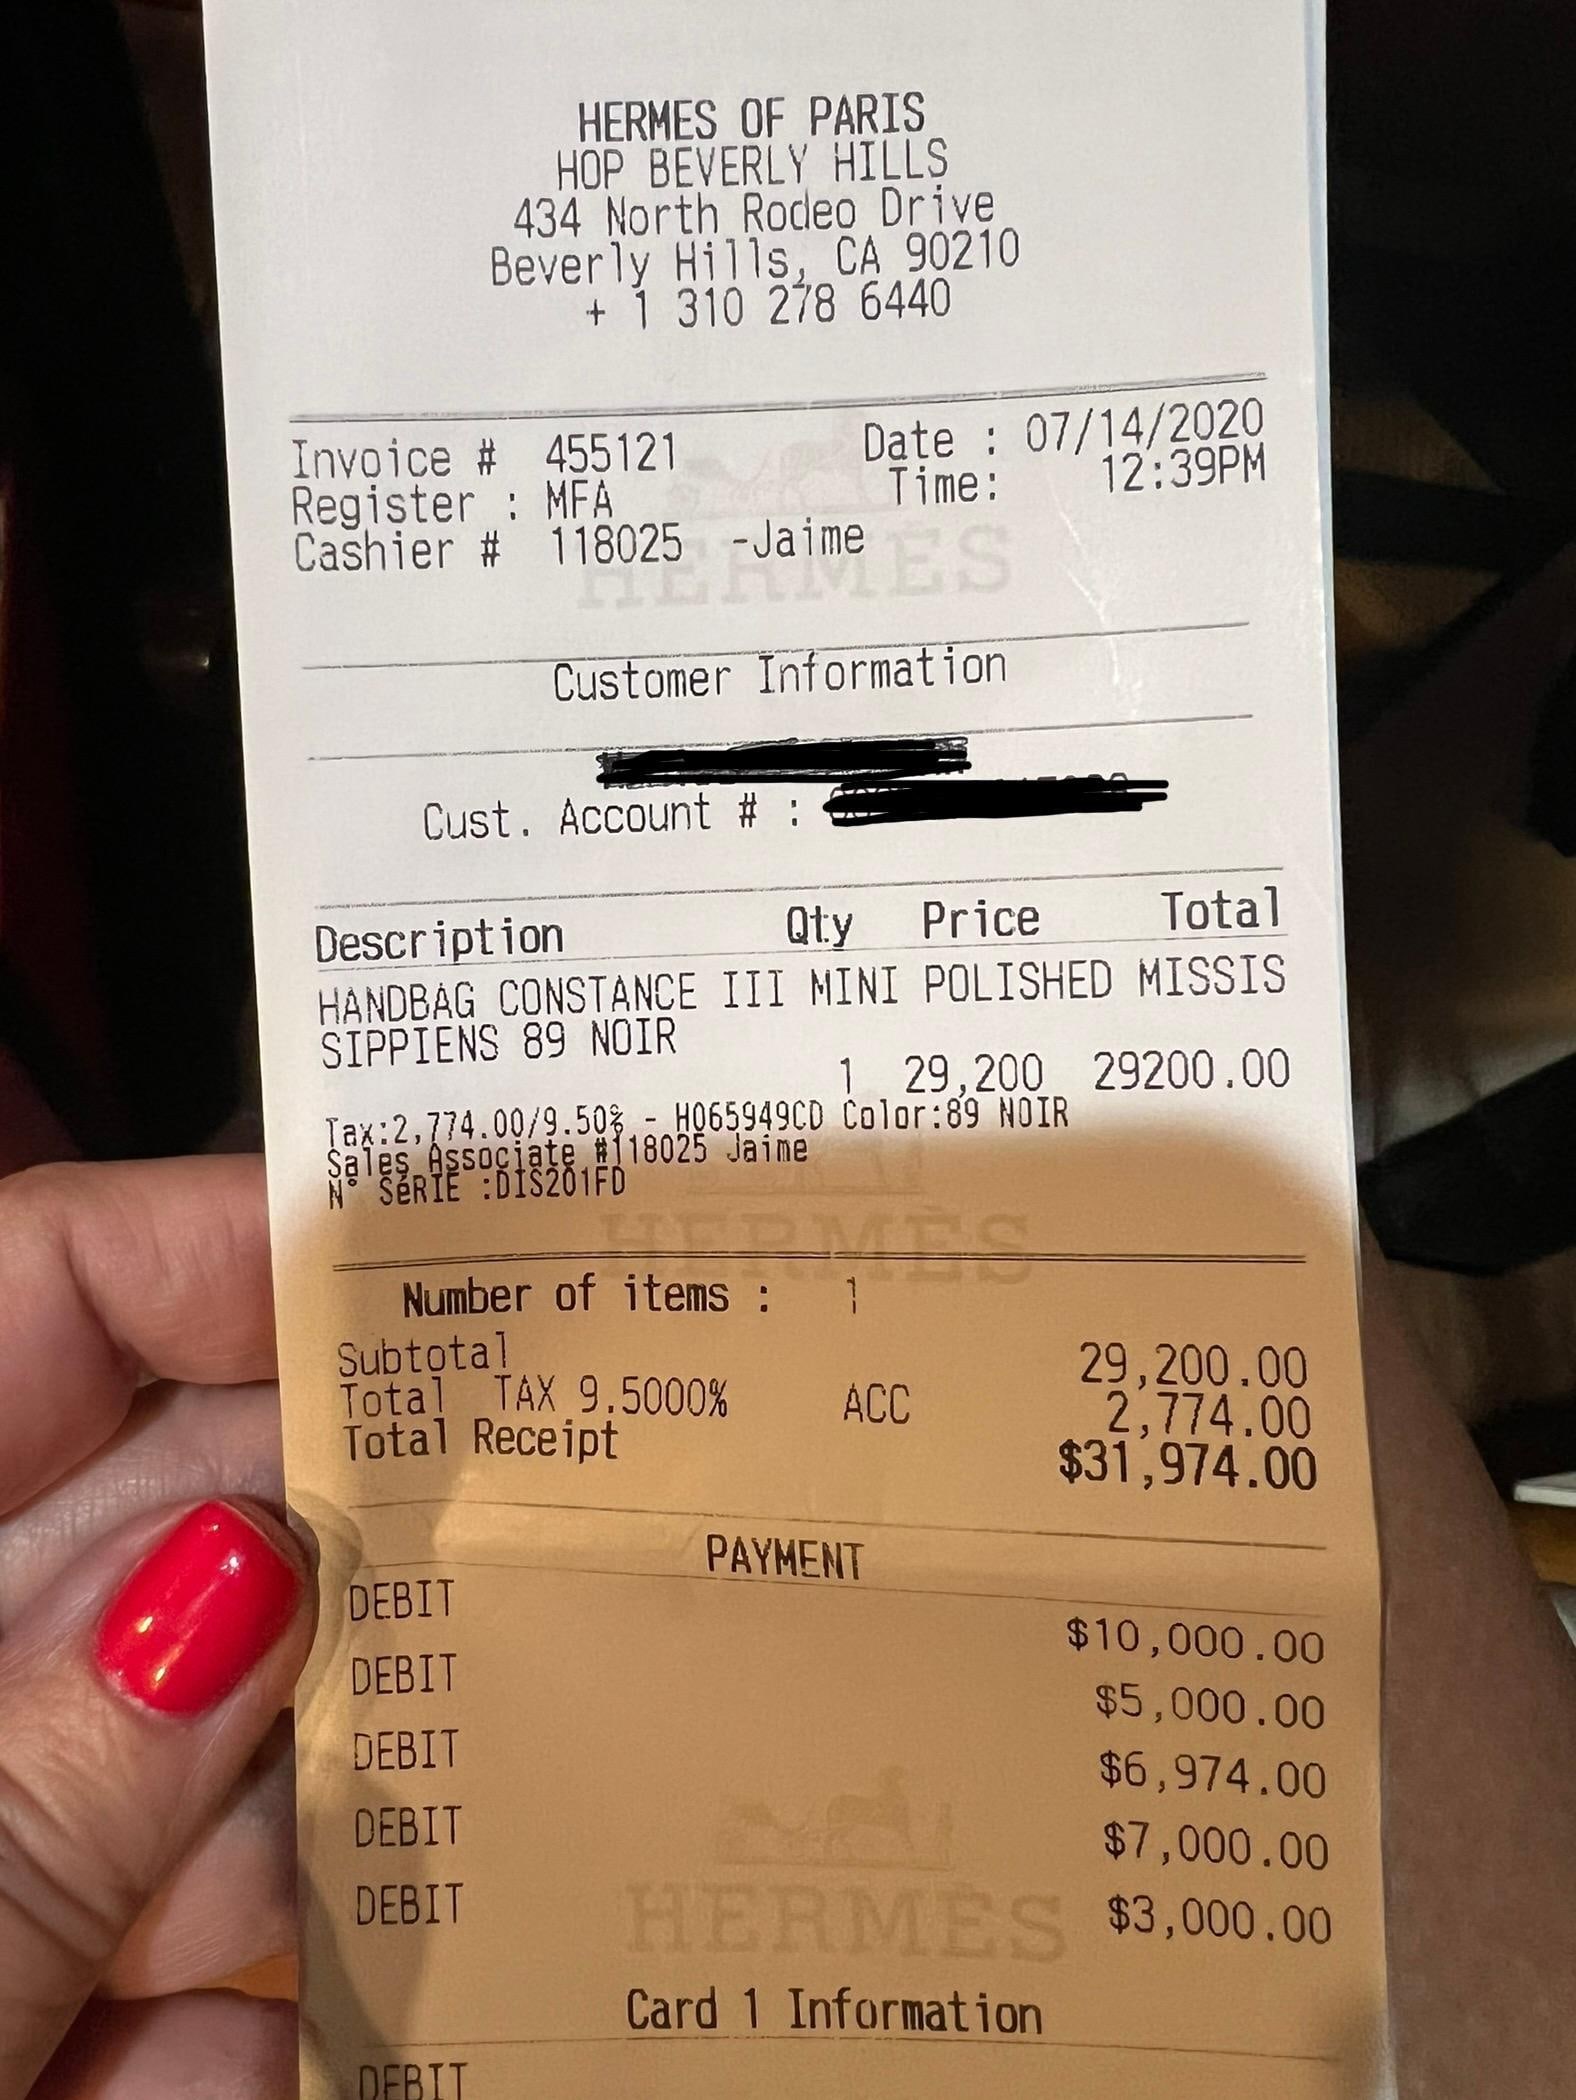 HERMES OF PARIS
HOP BEVERLY HILLS
434 North Rodeo Drive
Beverly Hills, CA 90210
+ 1 310 278 6440
Invoice # 455121 Date : 07/14/2020
Register : MFA Time: 12:39PM
Cashier # 118025 -Jaime
HERMÈS
Customer Information
Cust. Account # :
Description Qty Price Total
HANDBAG CONSTANCE III MINI POLISHED MISSIS
SIPPIENS 89 NOIR
1 29,200 29200.00
Tax:2,774.00/9.50% - H065949CD Color:89 NOIR
Sales Associate #118025 Jaime
N° SéRIE :DIS201FD
HERMÈS
Number of items : 1
Subtotal 29,200.00
Total TAX 9.5000% ACC 2,774.00
Total Receipt $31,974.00
PAYMENT
DEBIT $10,000.00
DEBIT $5,000.00
DEBIT $6,974.00
DEBIT $7,000.00
DEBIT $3,000.00
HERMÈS
Card 1 Information
DEBIT